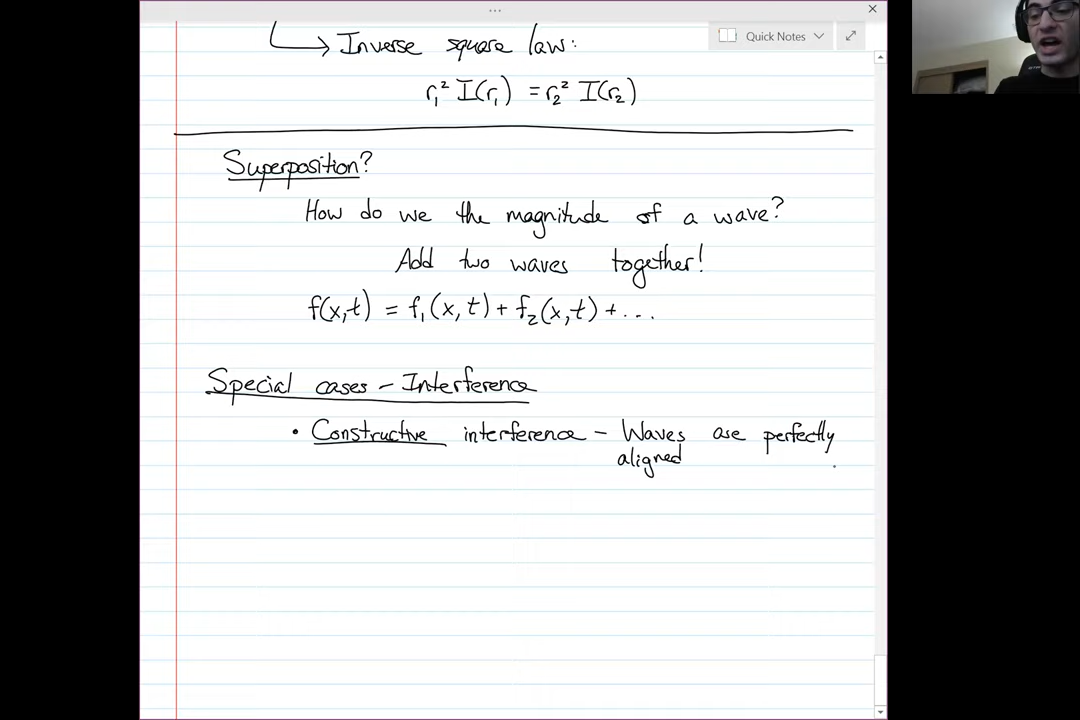 Inverse square law:
Quick Notes
r₁² I(r₁) = r₂² I(r₂)
Superposition?
How do we the magnitude of a wave?
Add two waves together!
f(x,t) = f₁(x,t) + f₂(x,t) + ...
Special cases - Interference
• Constructive interference - Waves are perfectly
aligned